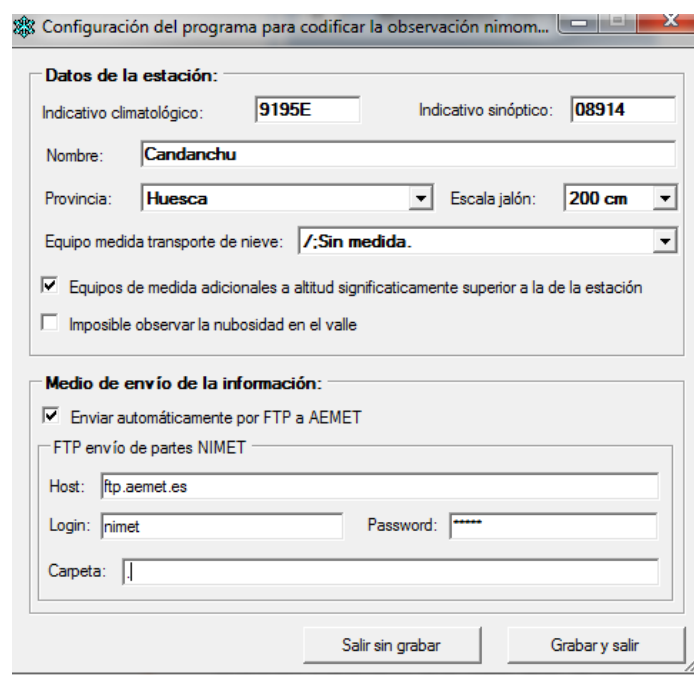 Configuración del programa para codificar la observación nimom...
Datos de la estación:
Indicativo climatológico: 9195E Indicativo sinóptico: 08914
Nombre: Candanchu
Provincia: Huesca Escala jalón: 200 cm
Equipo medida transporte de nieve: /;Sin medida.
Equipos de medida adicionales a altitud significaticamente superior a la de la estación
Imposible observar la nubosidad en el valle
Medio de envío de la información:
Enviar automáticamente por FTP a AEMET
FTP envío de partes NIMET
Host: ftp.aemet.es
Login: nimet Password: *****
Carpeta: .
Salir sin grabar Grabar y salir